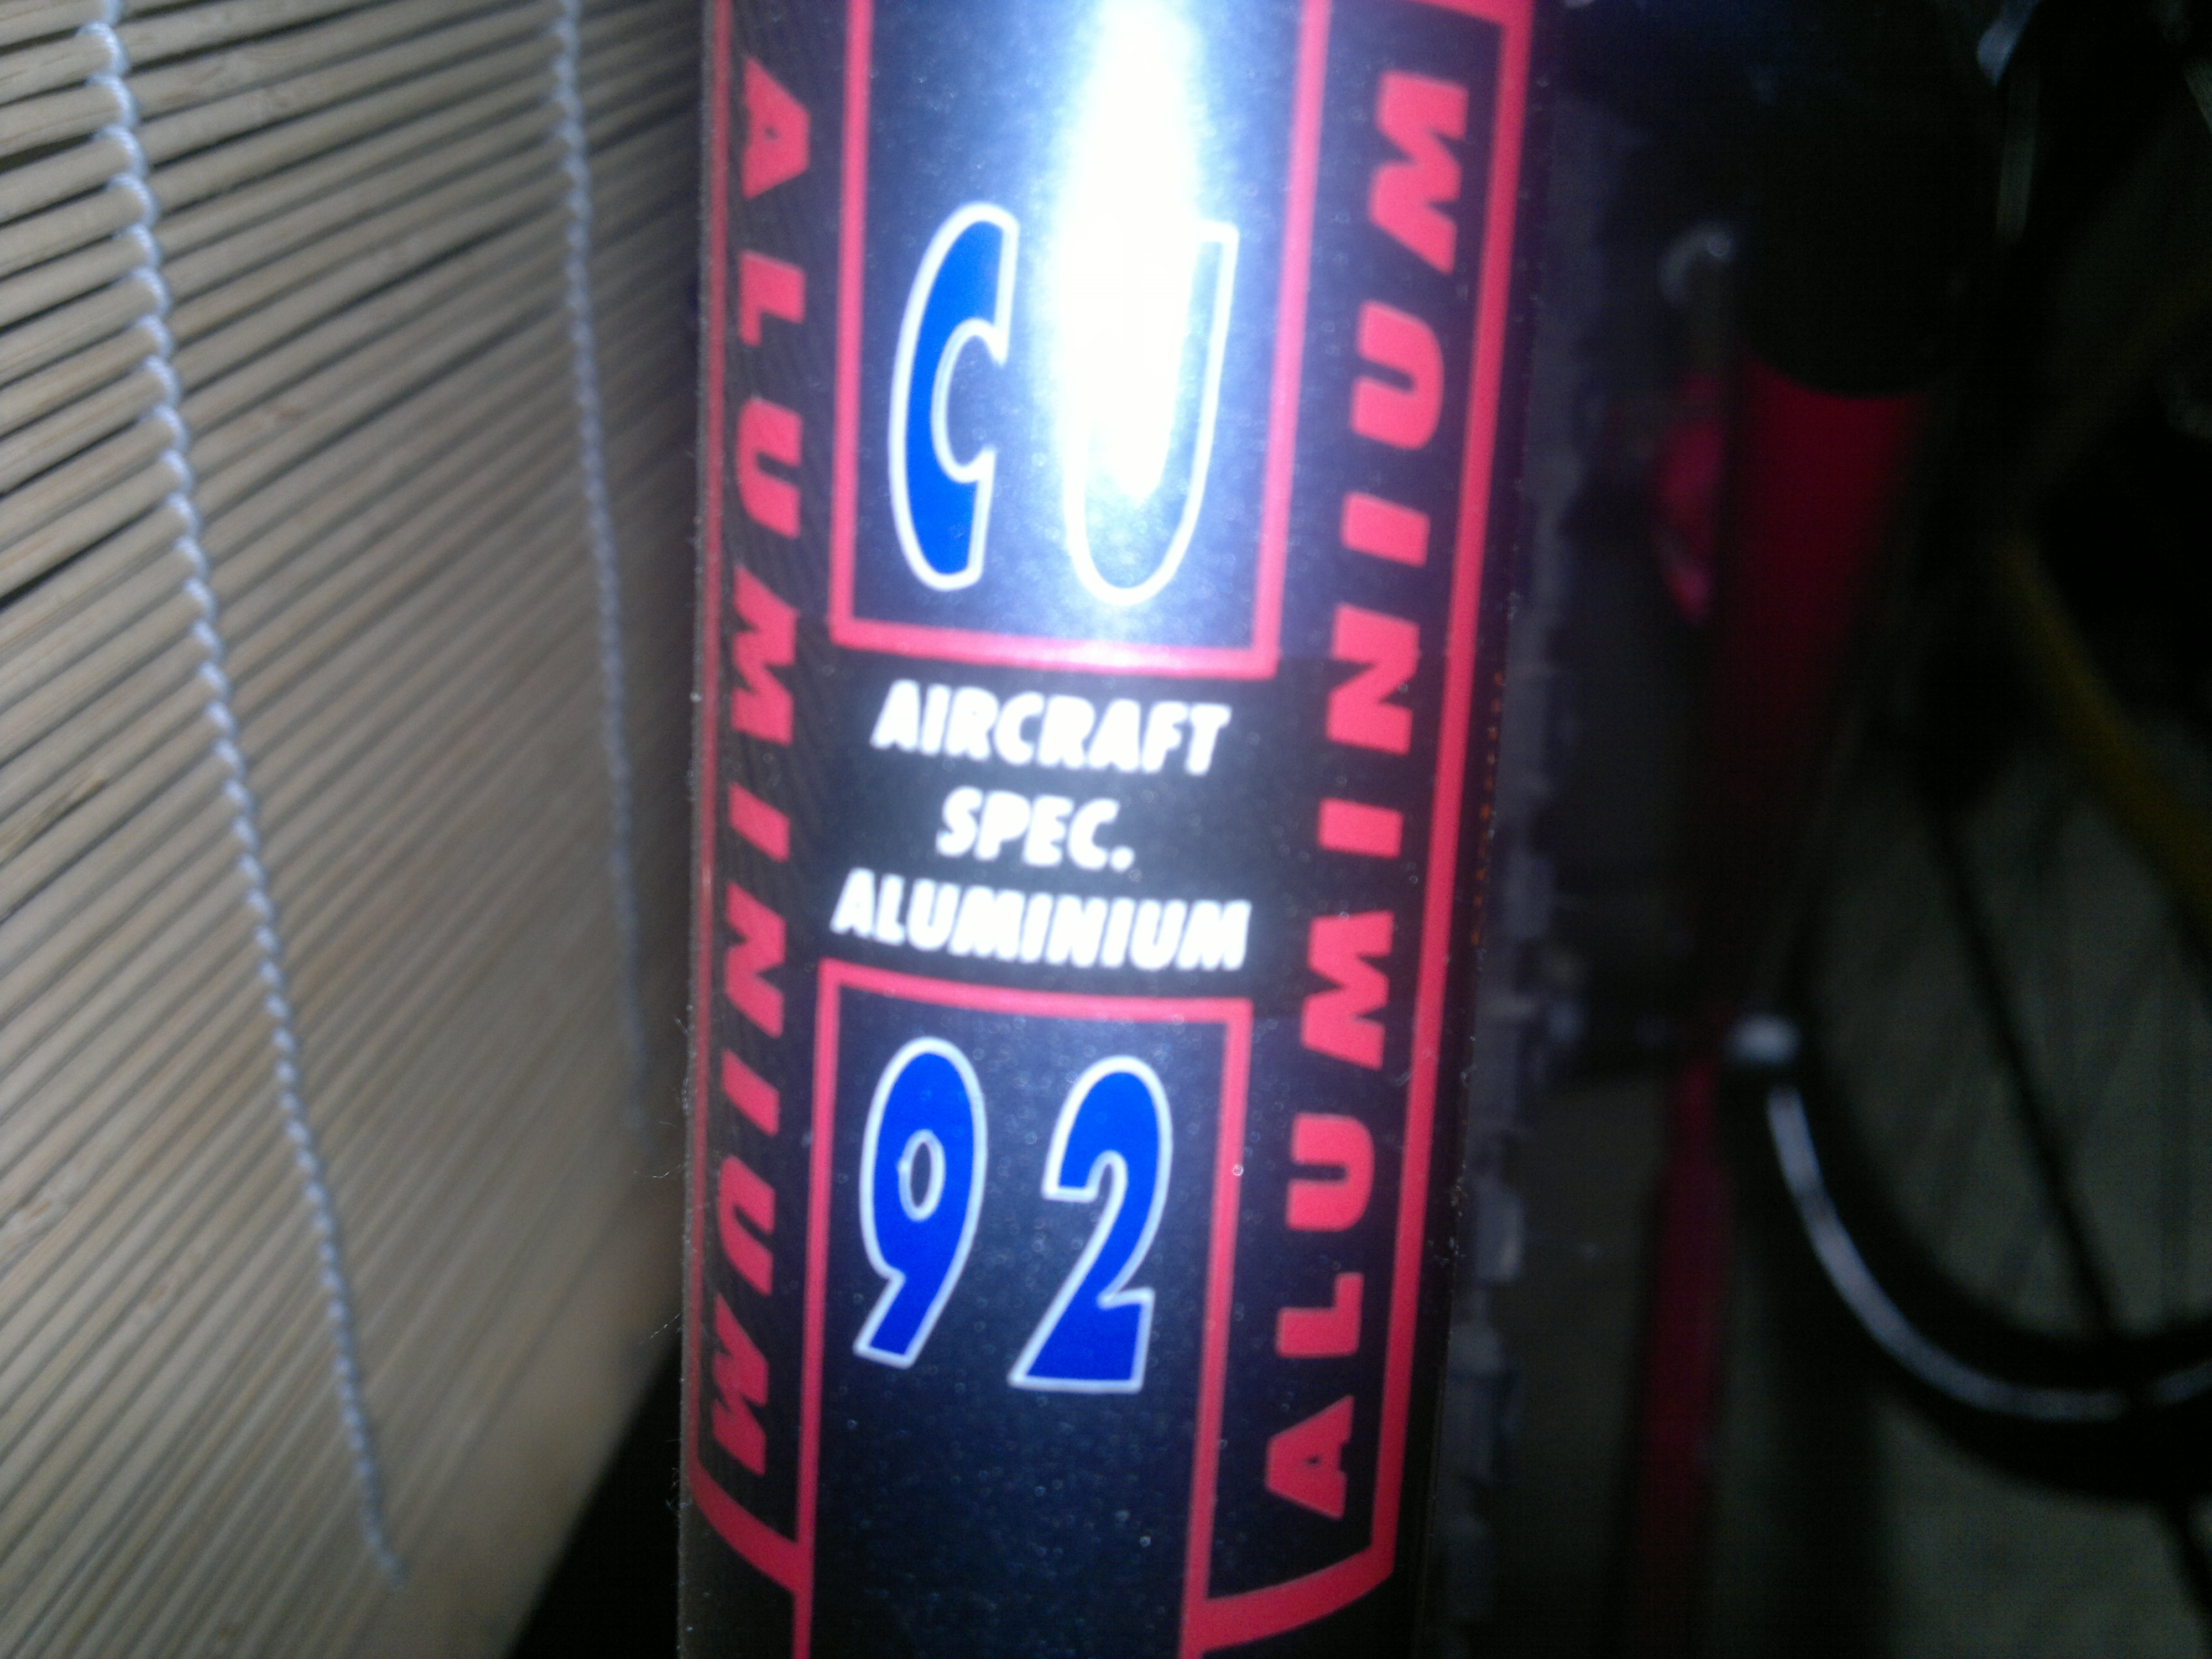 ALUMINIUM
CU
AIRCRAFT
SPEC.
ALUMINIUM
92
ALUMINIUM